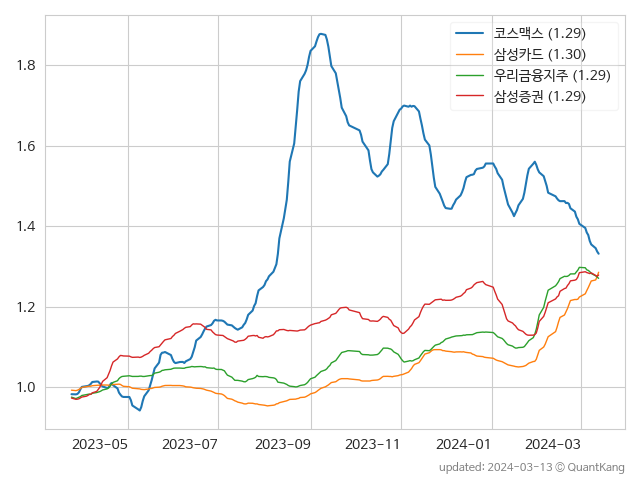 코스맥스 (1.29)
삼성카드 (1.30)
우리금융지주 (1.29)
삼성증권 (1.29)
1.8
1.6
1.4
1.2
1.0
2023-05 2023-07 2023-09 2023-11 2024-01 2024-03
updated: 2024-03-13 © QuantKang